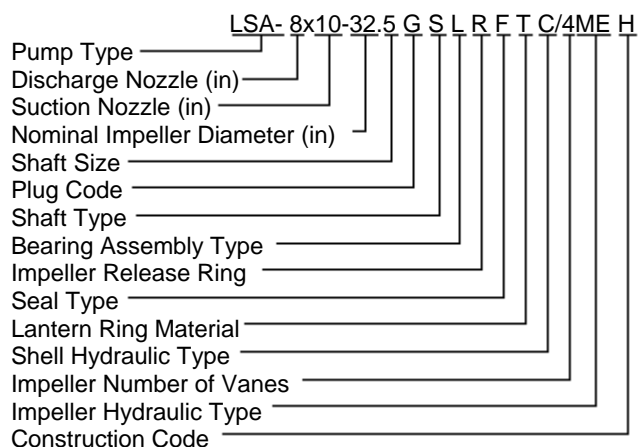 LSA- 8x10-32.5 G S L R F T C/4ME H
Pump Type
Discharge Nozzle (in)
Suction Nozzle (in)
Nominal Impeller Diameter (in)
Shaft Size
Plug Code
Shaft Type
Bearing Assembly Type
Impeller Release Ring
Seal Type
Lantern Ring Material
Shell Hydraulic Type
Impeller Number of Vanes
Impeller Hydraulic Type
Construction Code